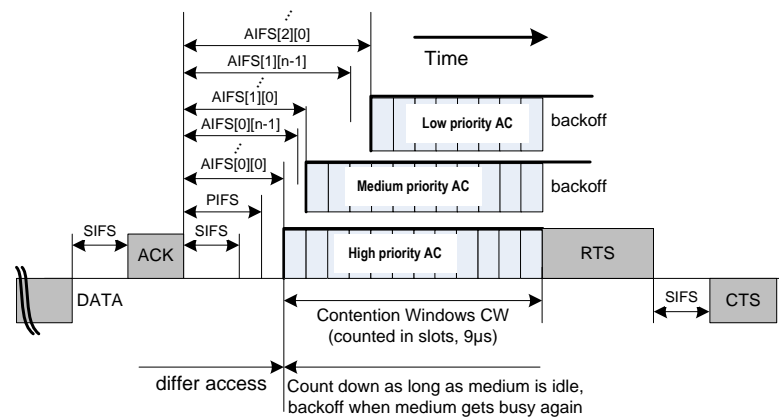 AIFS[2][0]
AIFS[1][n-1]
AIFS[1][0]
AIFS[0][n-1]
AIFS[0][0]
PIFS
SIFS
SIFS
ACK
DATA
Time
Low priority AC
backoff
Medium priority AC
backoff
High priority AC
RTS
SIFS
CTS
Contention Windows CW
(counted in slots, 9µs)
differ access
Count down as long as medium is idle,
backoff when medium gets busy again